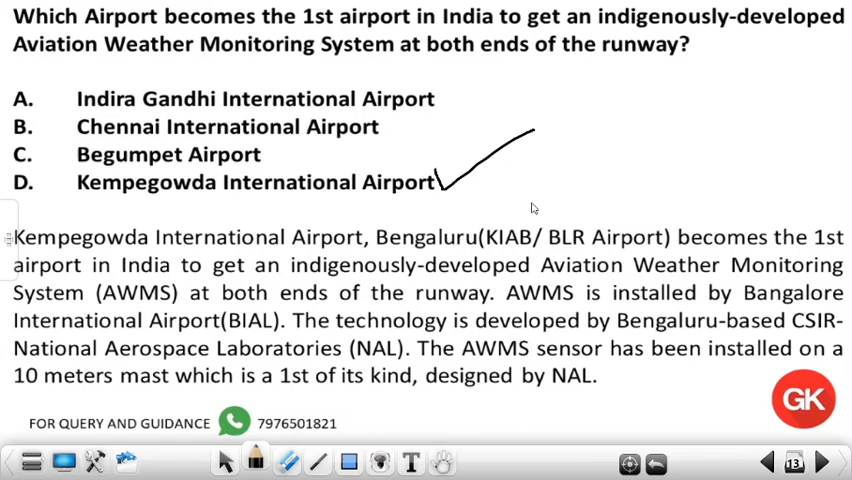 Which Airport becomes the 1st airport in India to get an indigenously-developed
Aviation Weather Monitoring System at both ends of the runway?
A. Indira Gandhi International Airport
B. Chennai International Airport
C. Begumpet Airport
D. Kempegowda International Airport
Kempegowda International Airport, Bengaluru(KIAB/ BLR Airport) becomes the 1st
airport in India to get an indigenously-developed Aviation Weather Monitoring
System (AWMS) at both ends of the runway. AWMS is installed by Bangalore
International Airport(BIAL). The technology is developed by Bengaluru-based CSIR-
National Aerospace Laboratories (NAL). The AWMS sensor has been installed on a
10 meters mast which is a 1st of its kind, designed by NAL.
GK
FOR QUERY AND GUIDANCE 7976501821
T 13